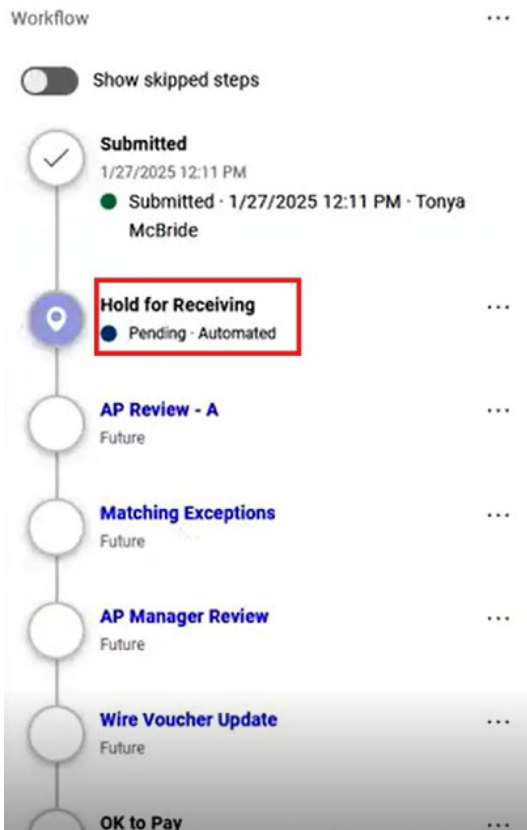 Workflow
Show skipped steps
Submitted
1/27/2025 12:11 PM
Submitted · 1/27/2025 12:11 PM · Tonya
McBride
Hold for Receiving
Pending · Automated
AP Review - A
Future
Matching Exceptions
Future
AP Manager Review
Future
Wire Voucher Update
Future
OK to Pay